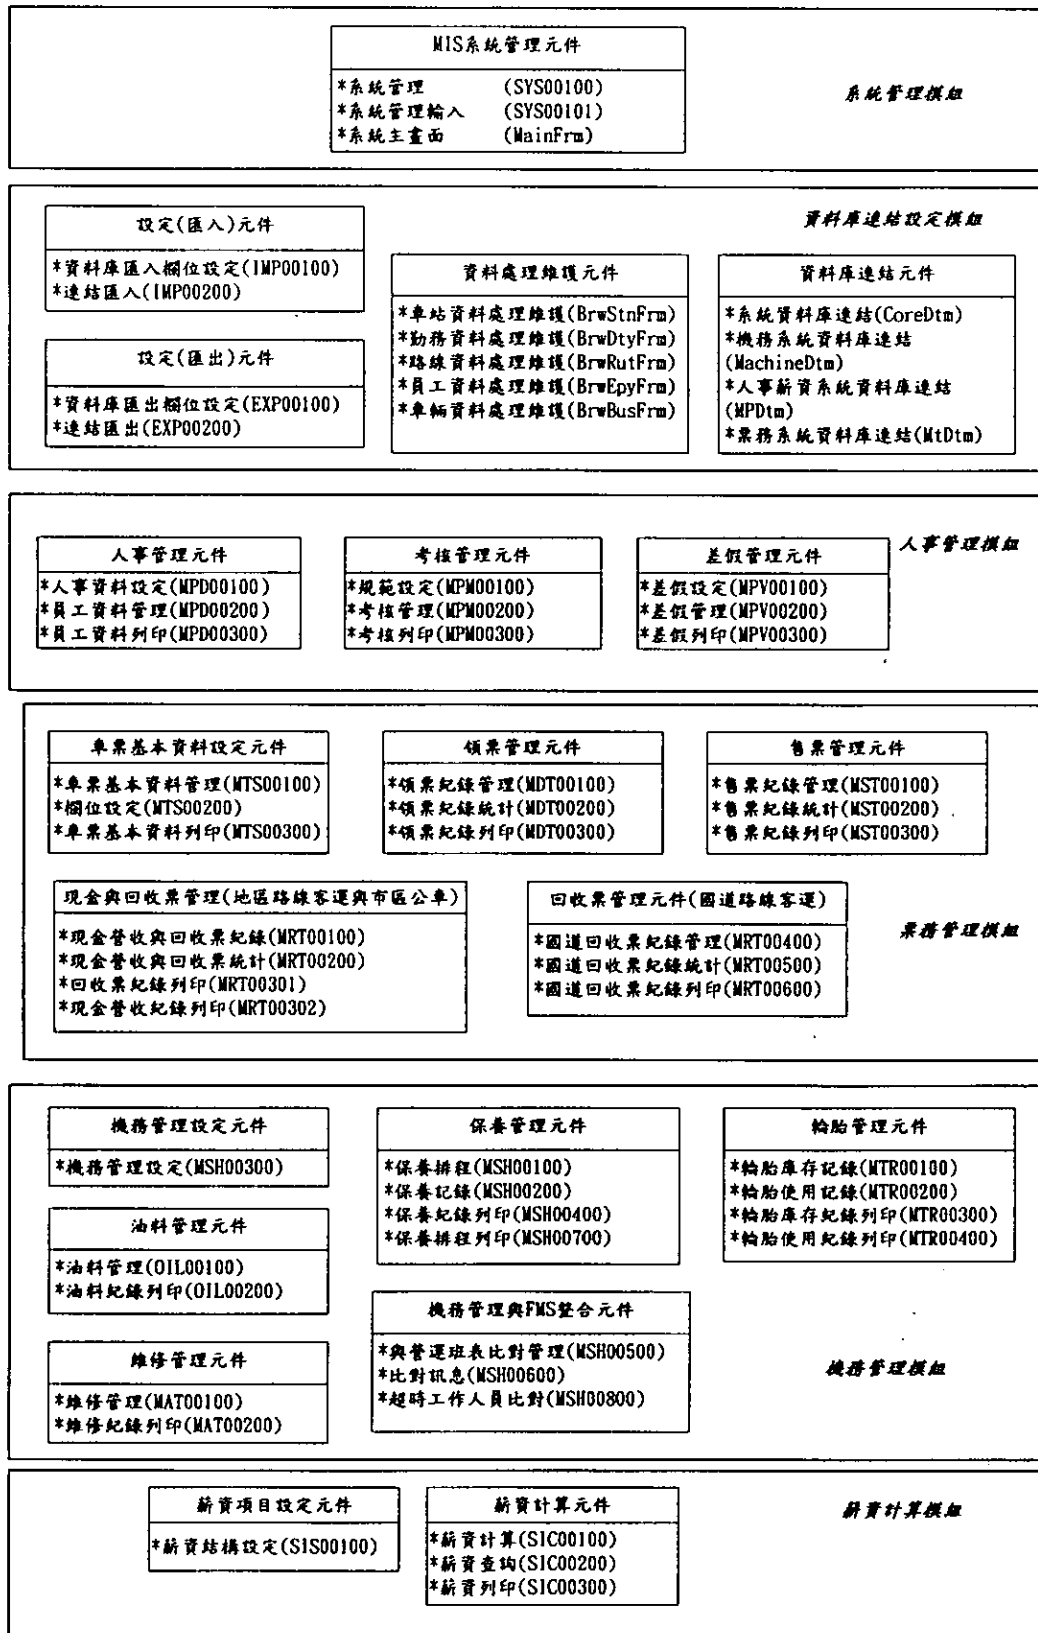 MIS系統管理元件
*系統管理 (SYS00100)
*系統管理輸入 (SYS00101)
*系統主畫面 (MainFrm)
系統管理模組
資料庫連結設定模組
設定(匯入)元件
*資料庫匯入欄位設定(IMP00100)
*連結匯入(IMP00200)
設定(匯出)元件
*資料庫匯出欄位設定(EXP00100)
*連結匯出(EXP00200)
資料處理維護元件
*車站資料處理維護(BrwStnFrm)
*勤務資料處理維護(BrwDtyFrm)
*路線資料處理維護(BrwRutFrm)
*員工資料處理維護(BrwEpyFrm)
*車輛資料處理維護(BrwBusFrm)
資料庫連結元件
*系統資料庫連結(CoreDtm)
*機務系統資料庫連結
(MachineDtm)
*人事薪資系統資料庫連結
(MPDtm)
*票務系統資料庫連結(MtDtm)
人事管理模組
人事管理元件
*人事資料設定(MPD00100)
*員工資料管理(MPD00200)
*員工資料列印(MPD00300)
考核管理元件
*規範設定(MPM00100)
*考核管理(MPM00200)
*考核列印(MPM00300)
差假管理元件
*差假設定(MPV00100)
*差假管理(MPV00200)
*差假列印(MPV00300)
車票基本資料設定元件
*車票基本資料管理(MTS00100)
*欄位設定(MTS00200)
*車票基本資料列印(MTS00300)
領票管理元件
*領票紀錄管理(MDT00100)
*領票紀錄統計(MDT00200)
*領票紀錄列印(MDT00300)
售票管理元件
*售票紀錄管理(MST00100)
*售票紀錄統計(MST00200)
*售票紀錄列印(MST00300)
現金與回收票管理(地區路線客運與市區公車)
*現金營收與回收票紀錄(MRT00100)
*現金營收與回收票統計(MRT00200)
*回收票紀錄列印(MRT00301)
*現金營收紀錄列印(MRT00302)
回收票管理元件(國道路線客運)
*國道回收票紀錄管理(MRT00400)
*國道回收票紀錄統計(MRT00500)
*國道回收票紀錄列印(MRT00600)
票務管理模組
機務管理設定元件
*機務管理設定(MSH00300)
油料管理元件
*油料管理(OIL00100)
*油料紀錄列印(OIL00200)
維修管理元件
*維修管理(MAT00100)
*維修紀錄列印(MAT00200)
保養管理元件
*保養排程(MSH00100)
*保養記錄(MSH00200)
*保養紀錄列印(MSH00400)
*保養排程列印(MSH00700)
機務管理與FMS整合元件
*與營運班表比對管理(MSH00500)
*比對訊息(MSH00600)
*超時工作人員比對(MSH00800)
輪胎管理元件
*輪胎庫存記錄(MTR00100)
*輪胎使用記錄(MTR00200)
*輪胎庫存紀錄列印(MTR00300)
*輪胎使用紀錄列印(MTR00400)
機務管理模組
薪資項目設定元件
*薪資結構設定(SIS00100)
薪資計算元件
*薪資計算(SIC00100)
*薪資查詢(SIC00200)
*薪資列印(SIC00300)
薪資計算模組